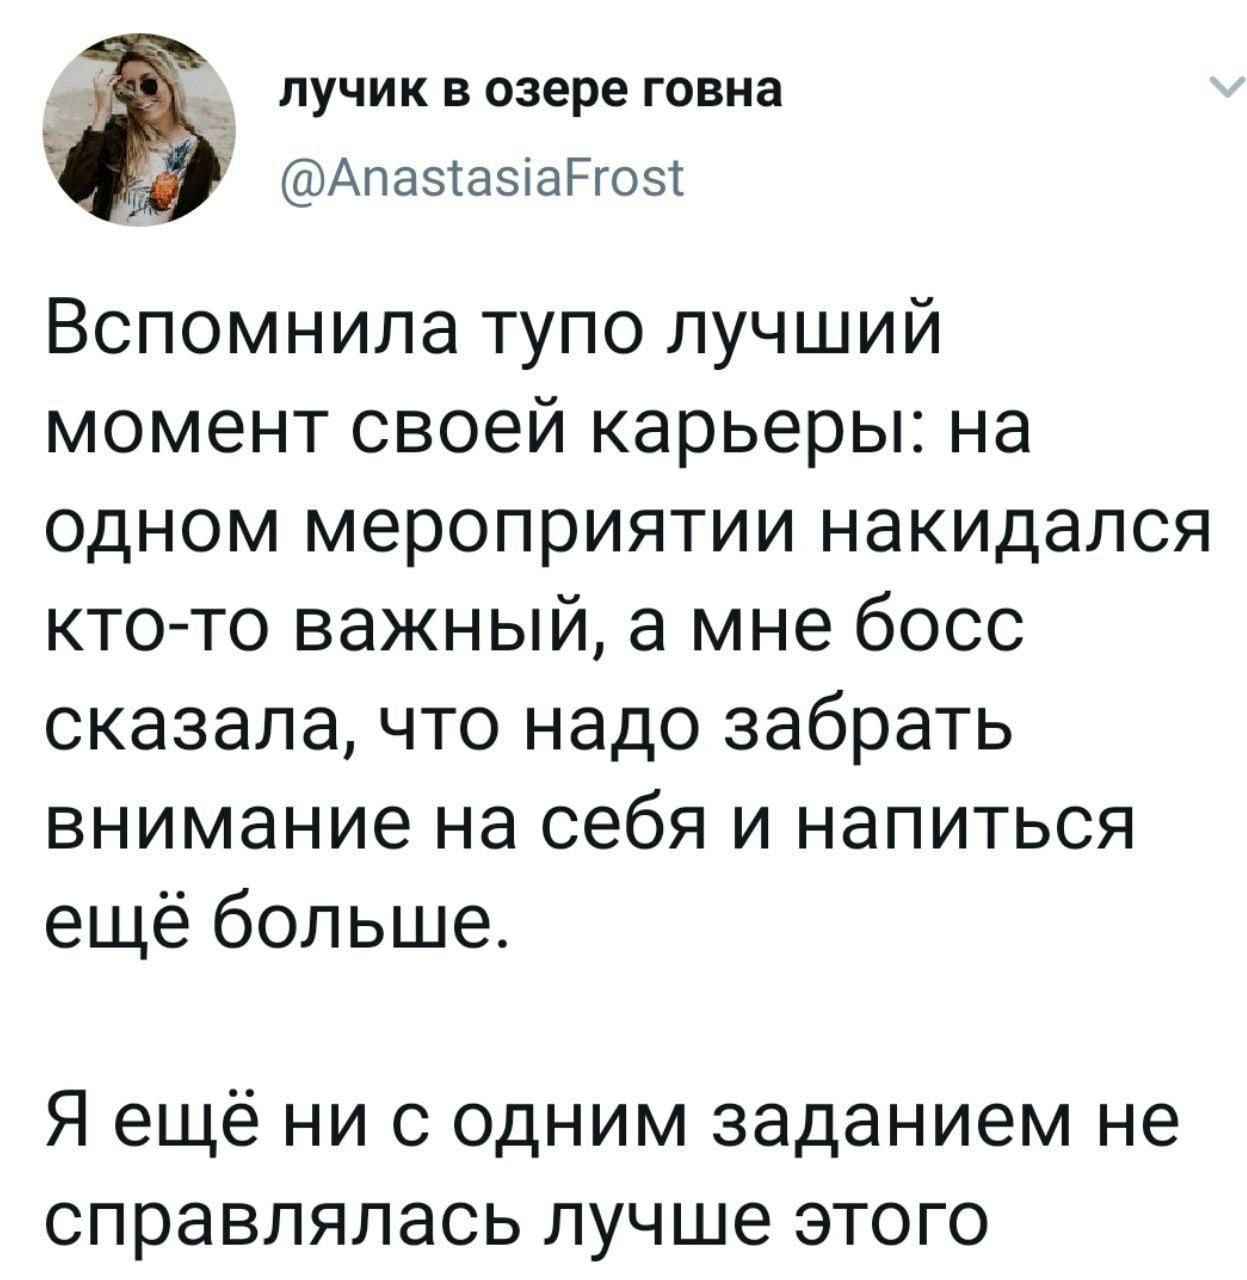 лучик в озере говна
@AnastasiaFrost
Вспомнила тупо лучший
момент своей карьеры: на
одном мероприятии накидался
кто-то важный, а мне босс
сказала, что надо забрать
внимание на себя и напиться
ещё больше.
Я ещё ни с одним заданием не
справлялась лучше этого